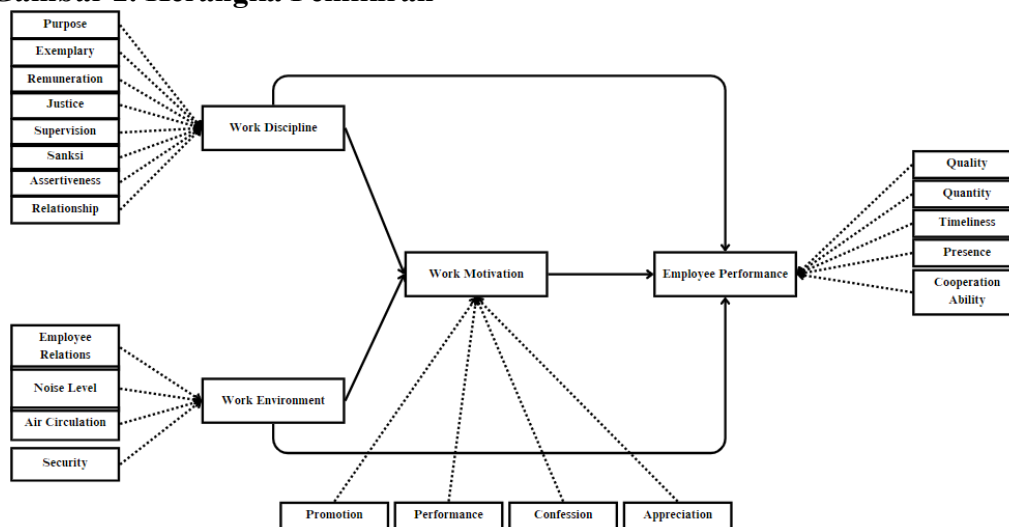 Gambar Kerangka Pemikiran
Purpose
Exemplary
Remuneration
Justice
Supervision
Sanksi
Assertiveness
Relationship
Work Discipline
Quality
Quantity
Timeliness
Presence
Cooperation
Ability
Work Motivation
Employee Performance
Employee
Relations
Noise Level
Air Circulation
Security
Work Environment
Promotion
Performance
Confession
Appreciation